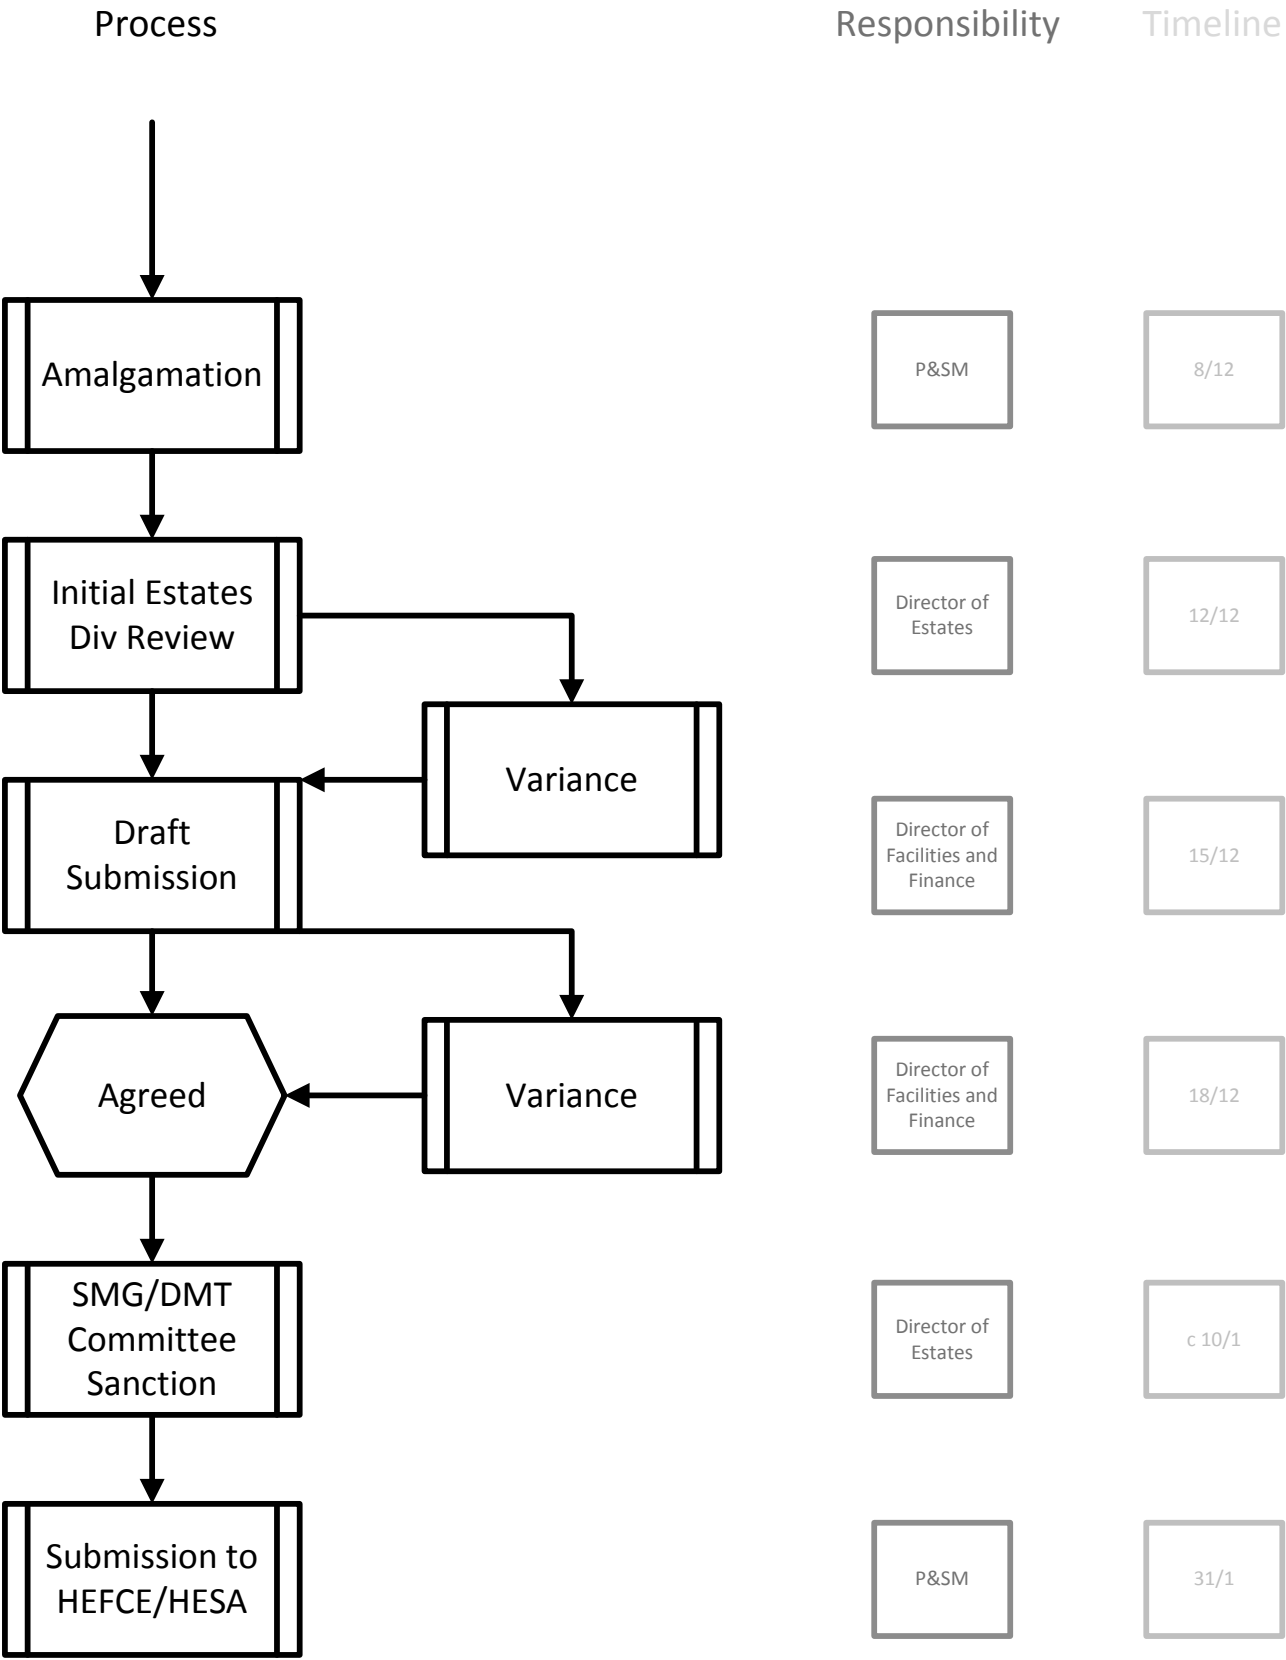 Process
Responsibility
Timeline
Amalgamation
P&SM
8/12
Initial Estates
Div Review
Director of
Estates
12/12
Variance
Draft
Submission
Director of
Facilities and
Finance
15/12
Agreed
Variance
Director of
Facilities and
Finance
18/12
SMG/DMT
Committee
Sanction
Director of
Estates
c 10/1
Submission to
HEFCE/HESA
P&SM
31/1